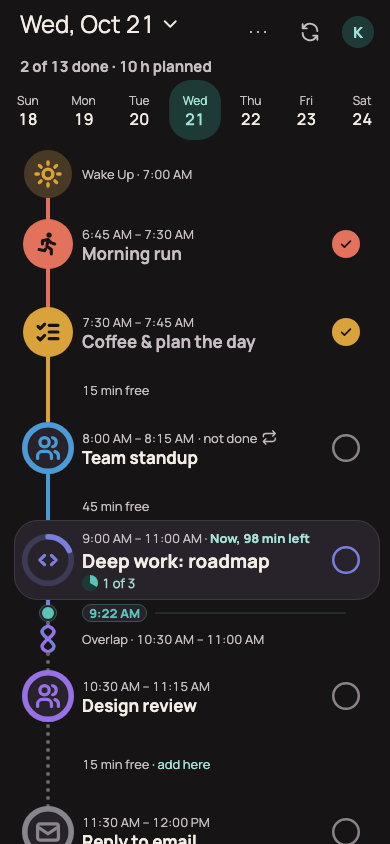 Wed, Oct 21
...
K
2 of 13 done · 10 h planned
Sun Mon Tue Wed Thu Fri Sat
18 19 20 21 22 23 24
Wake Up · 7:00 AM
6:45 AM – 7:30 AM
Morning run
7:30 AM – 7:45 AM
Coffee & plan the day
15 min free
8:00 AM – 8:15 AM · not done
Team standup
45 min free
9:00 AM – 11:00 AM · Now, 98 min left
Deep work: roadmap
1 of 3
9:22 AM
Overlap · 10:30 AM – 11:00 AM
10:30 AM – 11:15 AM
Design review
15 min free · add here
11:30 AM – 12:00 PM
Reply to email